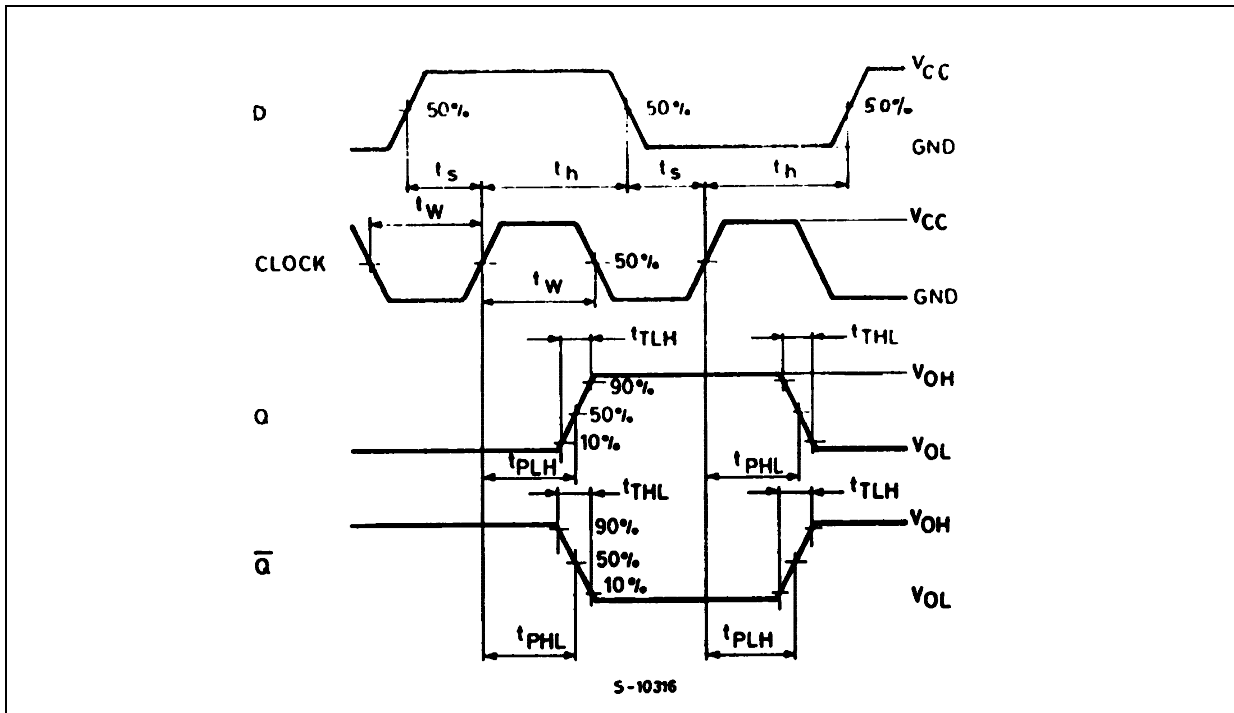 VCC
D
50%
50%
50%
GND
ts
th
ts
th
tW
VCC
CLOCK
50%
tW
GND
tTLH
tTHL
VOH
90%
Q
50%
10%
VOL
tPLH
tPHL
tTHL
tTLH
VOH
90%
Q̅
50%
10%
VOL
tPHL
tPLH
S-10316